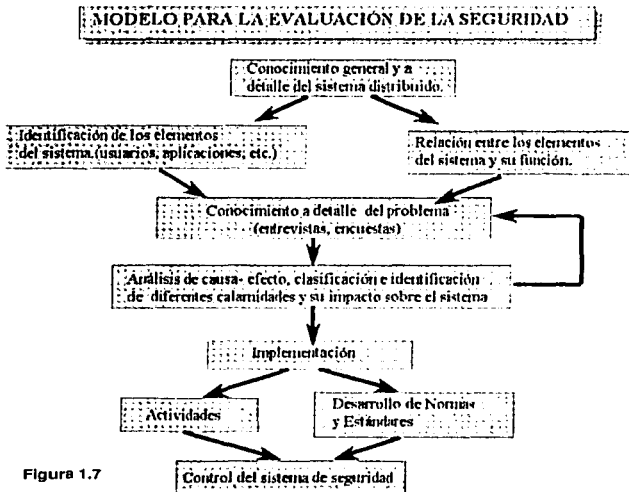 MODELO PARA LA EVALUACIÓN DE LA SEGURIDAD
Conocimiento general y a
detalle del sistema distribuido.
Identificación de los elementos
del sistema.(usuarios, aplicaciones, etc.)
Relación entre los elementos
del sistema y su función.
Conocimiento a detalle del problema
(entrevistas, encuestas)
Análisis de causa- efecto, clasificación e identificación
de diferentes calamidades y su impacto sobre el sistema
Implementación
Actividades
Desarrollo de Normas
y Estándares
Control del sistema de seguridad
Figura 1.7